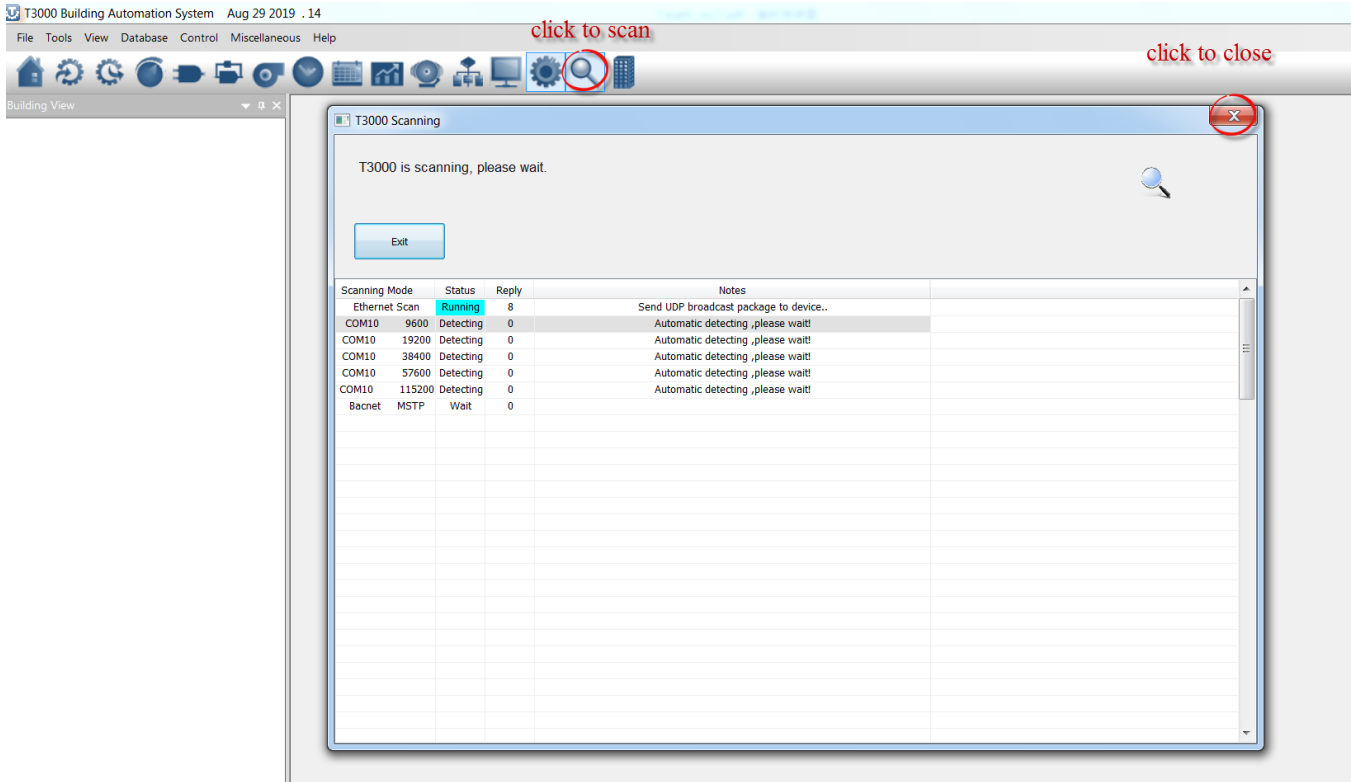 T3000 Building Automation System Aug 29 2019 . 14
File Tools View Database Control Miscellaneous Help
click to scan
click to close
Building View
T3000 Scanning
T3000 is scanning, please wait.
Exit
Scanning Mode Status Reply Notes
Ethernet Scan Running 8 Send UDP broadcast package to device..
COM10 9600 Detecting 0 Automatic detecting ,please wait!
COM10 19200 Detecting 0 Automatic detecting ,please wait!
COM10 38400 Detecting 0 Automatic detecting ,please wait!
COM10 57600 Detecting 0 Automatic detecting ,please wait!
COM10 115200 Detecting 0 Automatic detecting ,please wait!
Bacnet MSTP Wait 0